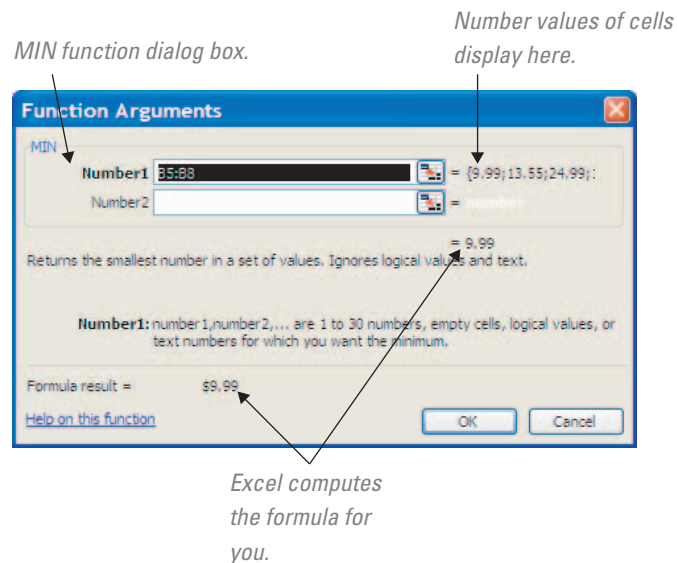 Number values of cells
display here.
MIN function dialog box.
Function Arguments
MIN
Number1 B5:B8 = {9.99;13.55;24.99;1
Number2 = number
= 9.99
Returns the smallest number in a set of values. Ignores logical values and text.
Number1: number1,number2,... are 1 to 30 numbers, empty cells, logical values, or
text numbers for which you want the minimum.
Formula result = $9.99
Help on this function OK Cancel
Excel computes
the formula for
you.